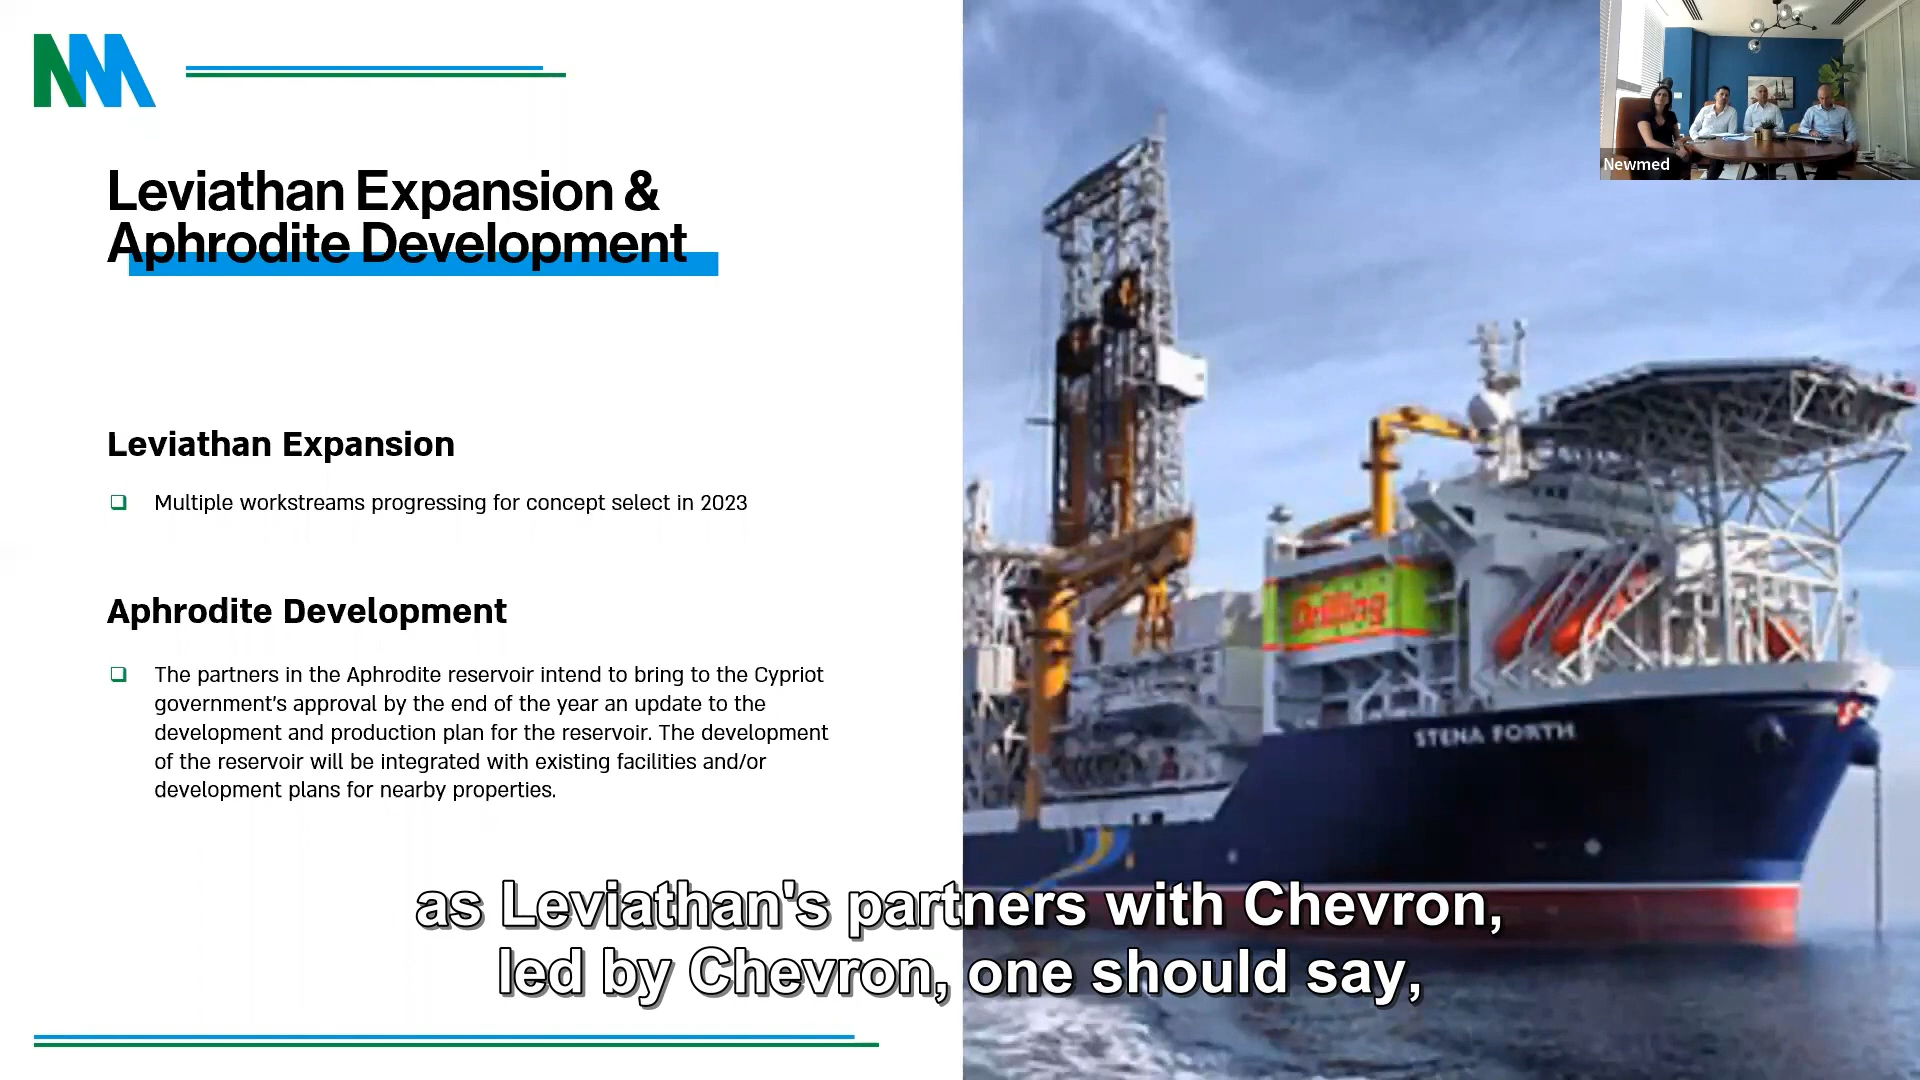 NM
Newmed
Leviathan Expansion &
Aphrodite Development
Leviathan Expansion
Multiple workstreams progressing for concept select in 2023
Aphrodite Development
The partners in the Aphrodite reservoir intend to bring to the Cypriot
government's approval by the end of the year an update to the
development and production plan for the reservoir. The development
of the reservoir will be integrated with existing facilities and/or
development plans for nearby properties.
Drilling
STENA FORTH
as Leviathan's partners with Chevron,
led by Chevron, one should say,